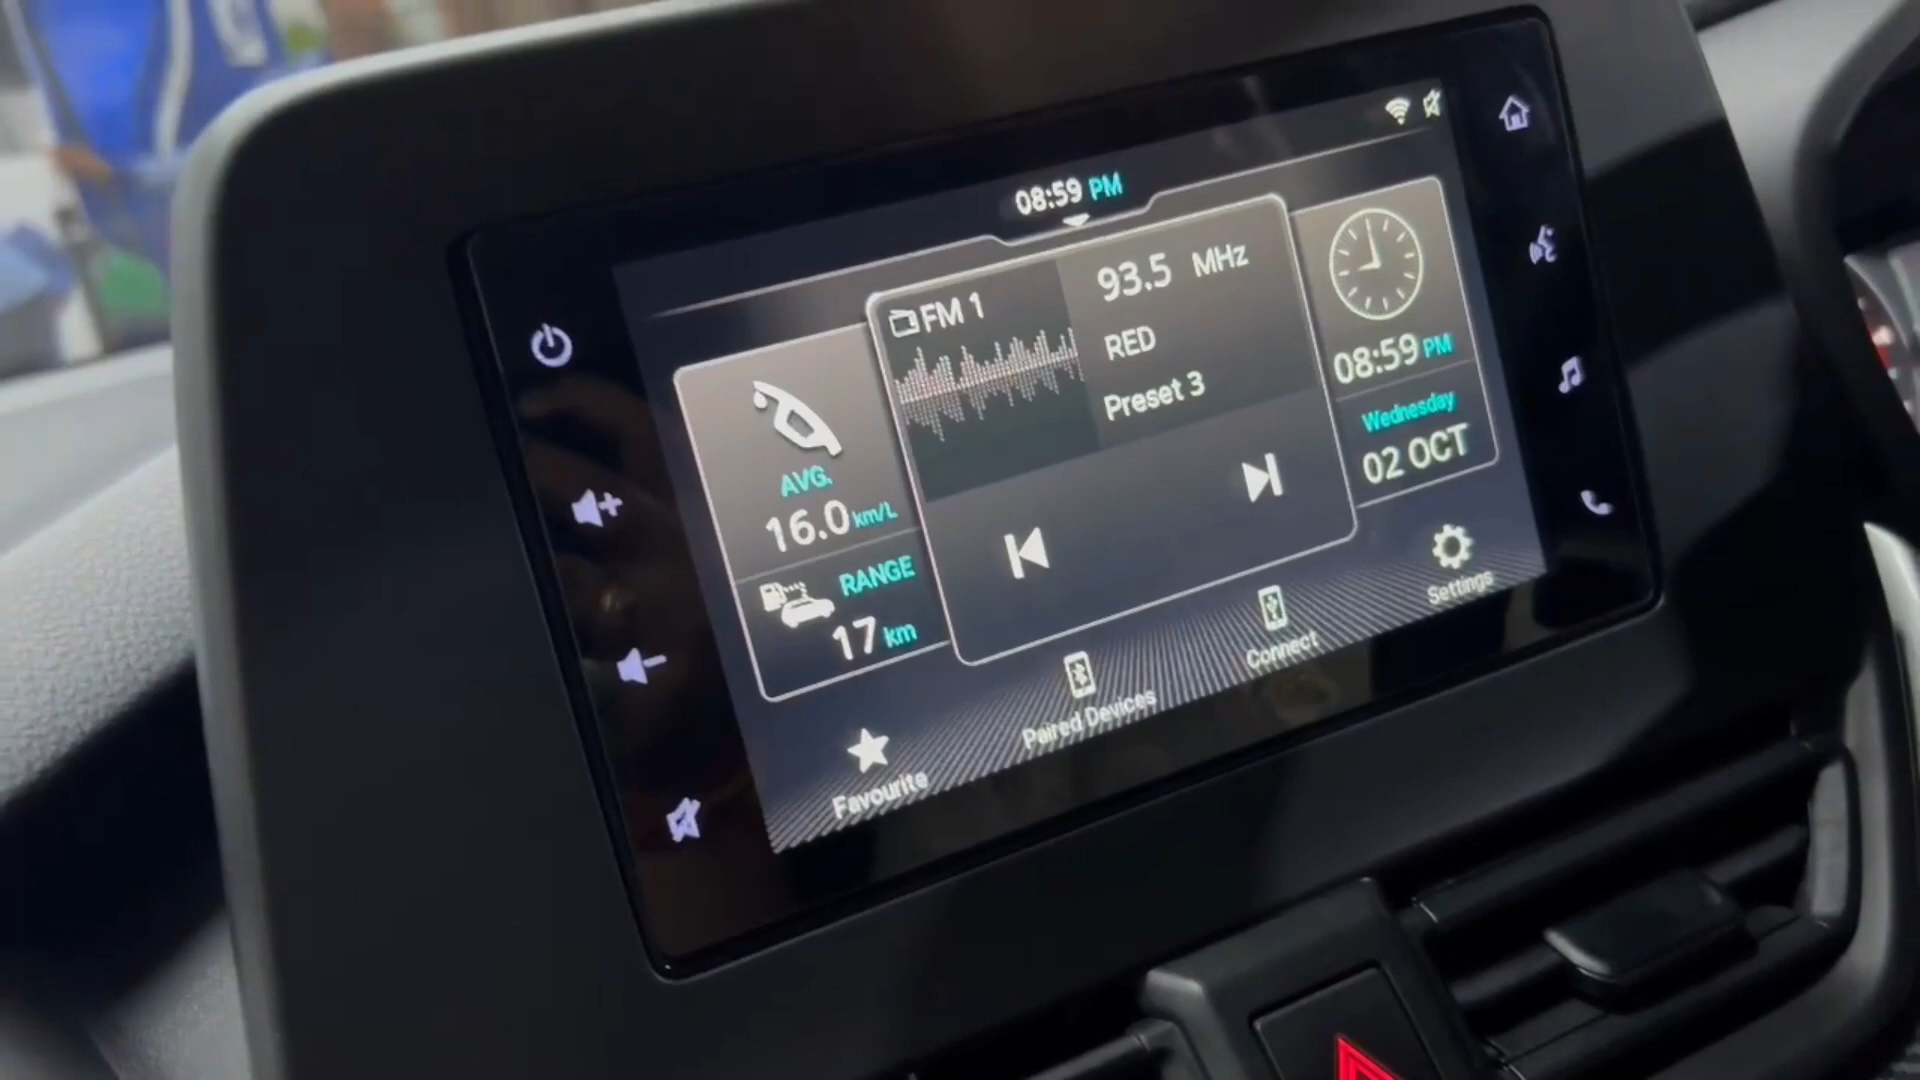 08:59 PM
FM 1
93.5 MHz
RED
Preset 3
AVG.
16.0 km/L
RANGE
17 km
08:59 PM
Wednesday
02 OCT
Favourite
Paired Devices
Connect
Settings